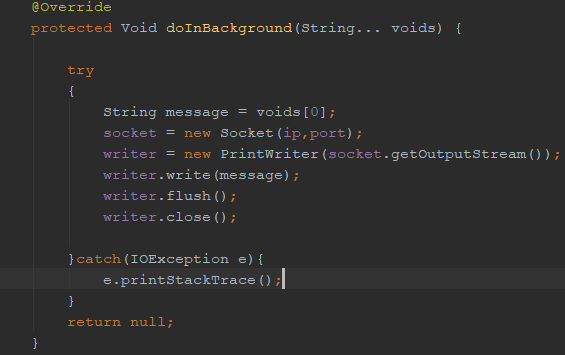 @Override
protected Void doInBackground(String... voids) {
try
{
String message = voids[0];
socket = new Socket(ip,port);
writer = new PrintWriter(socket.getOutputStream());
writer.write(message);
writer.flush();
writer.close();
}catch(IOException e){
e.printStackTrace();
}
return null;
}